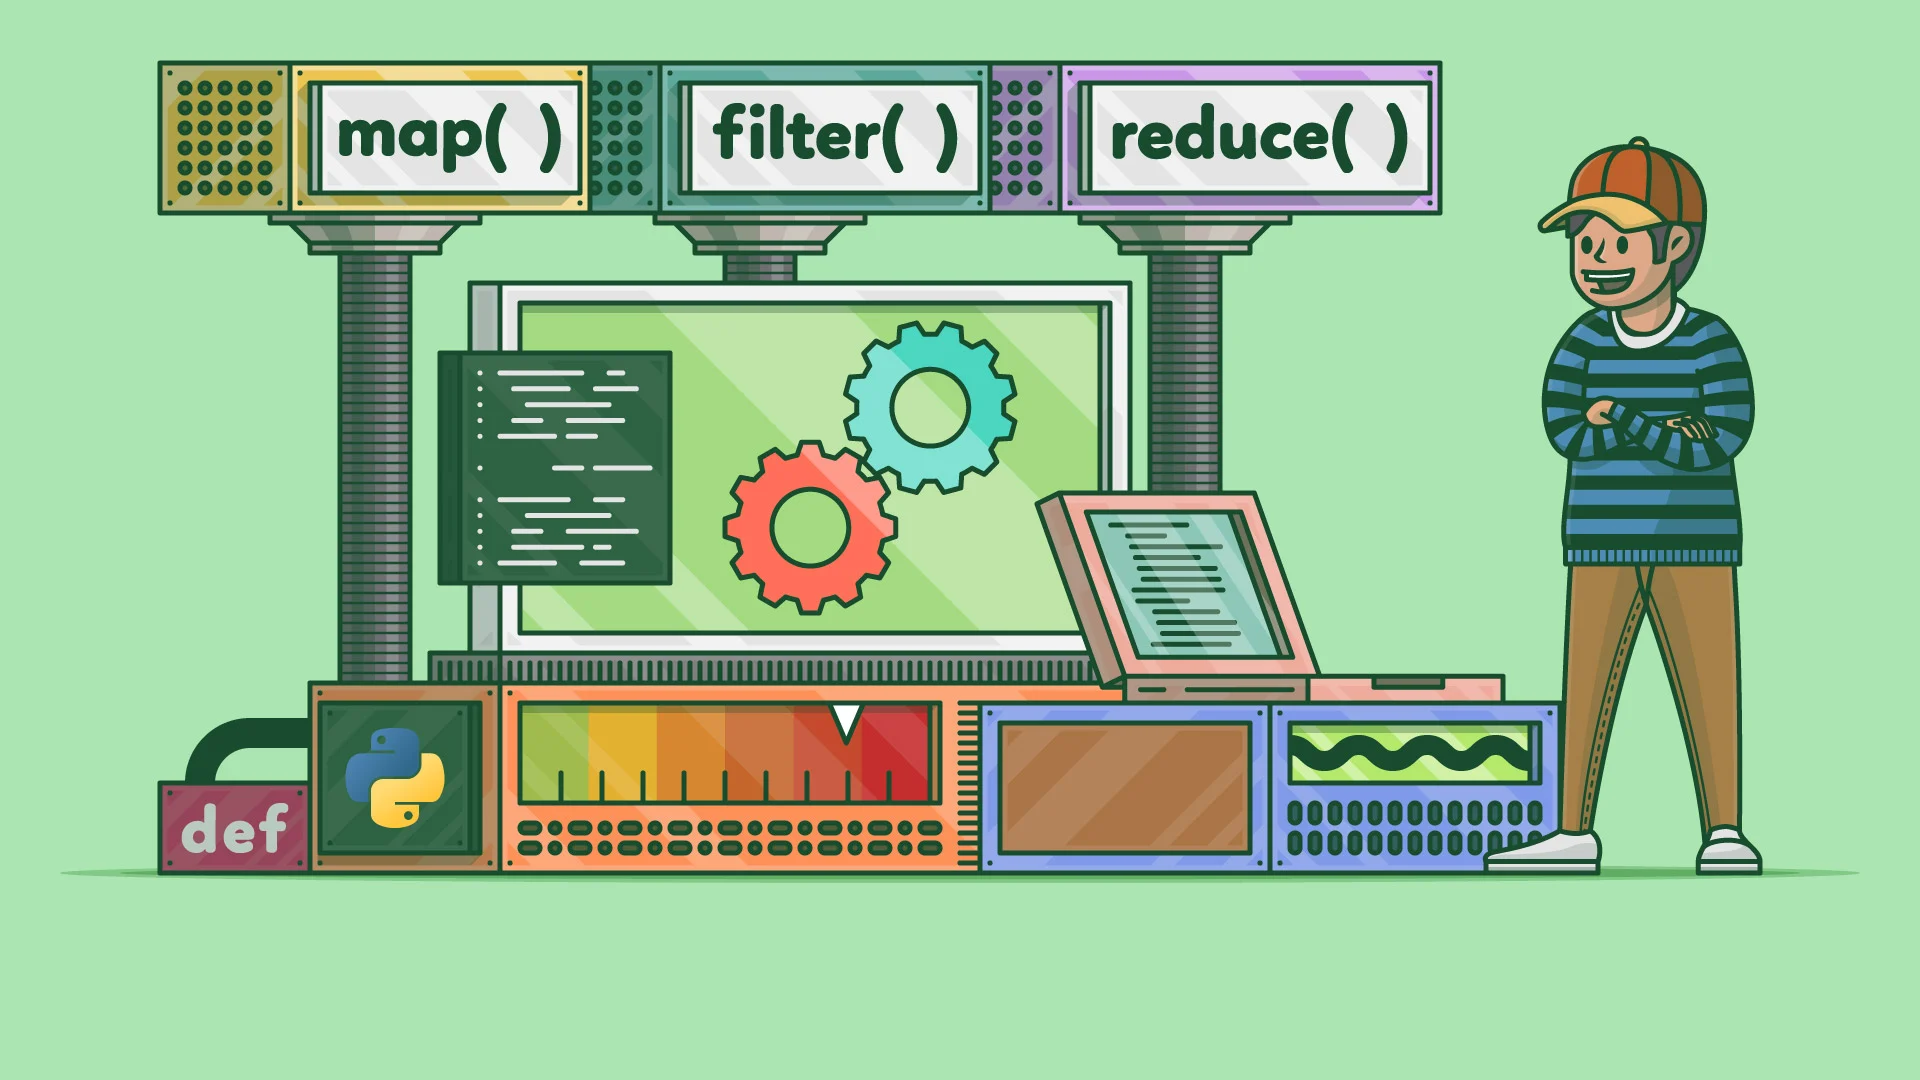 map( )
filter( )
reduce( )
def